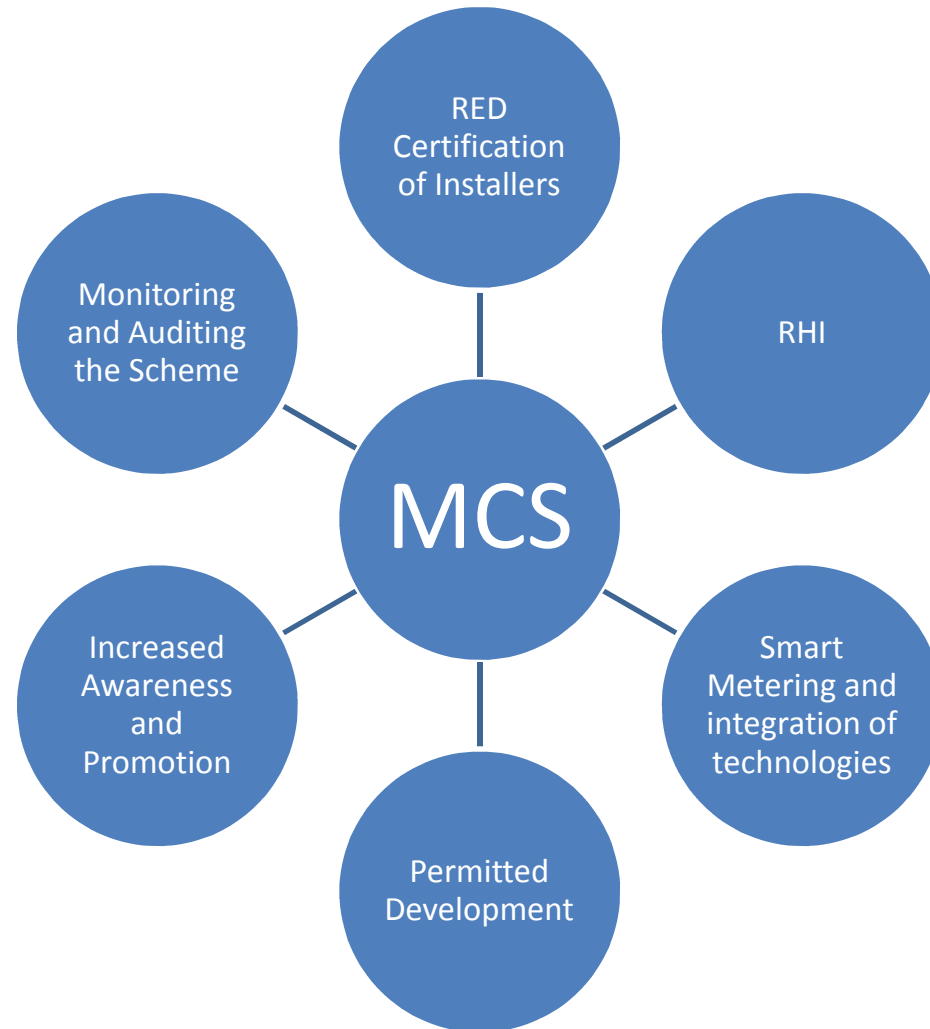 RED
Certification
of Installers
Monitoring
and Auditing
the Scheme
RHI
MCS
Increased
Awareness
and
Promotion
Smart
Metering and
integration of
technologies
Permitted
Development